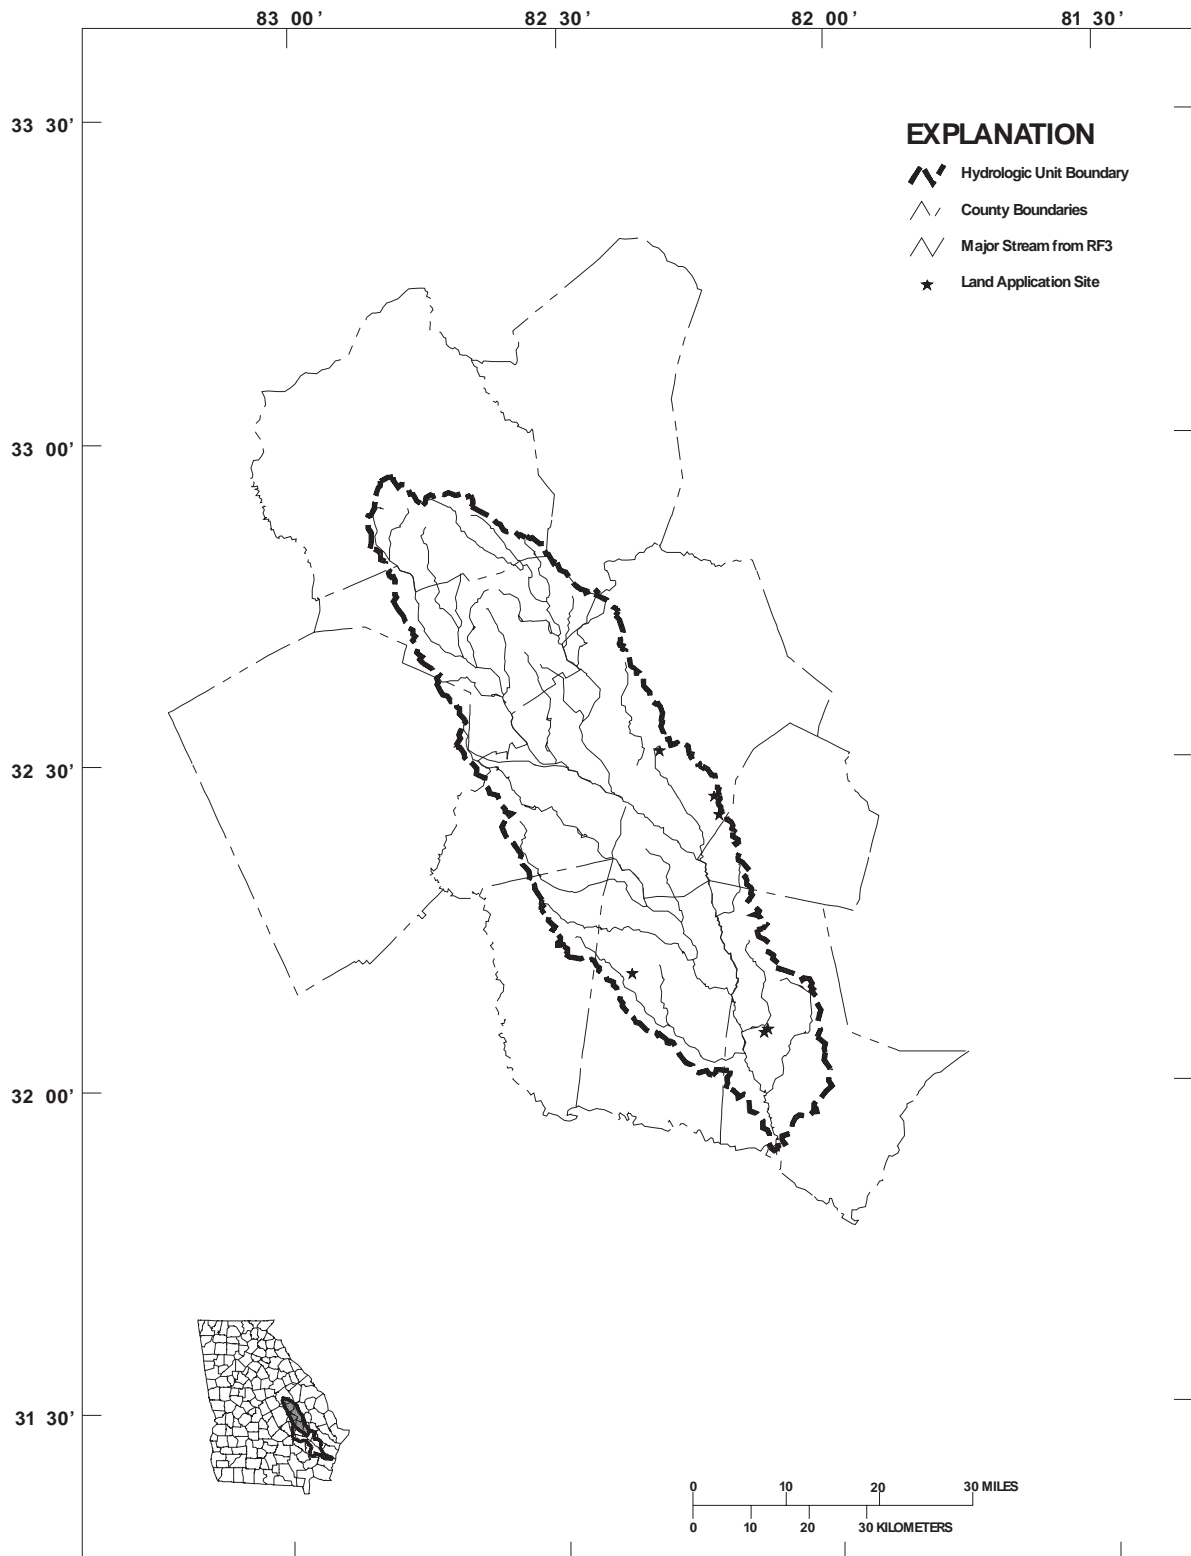 83 00' 82 30' 82 00' 81 30'
33 30'
EXPLANATION
Hydrologic Unit Boundary
County Boundaries
Major Stream from RF3
Land Application Site
33 00'
32 30'
32 00'
31 30'
0 10 20 30 MILES
0 10 20 30 KILOMETERS